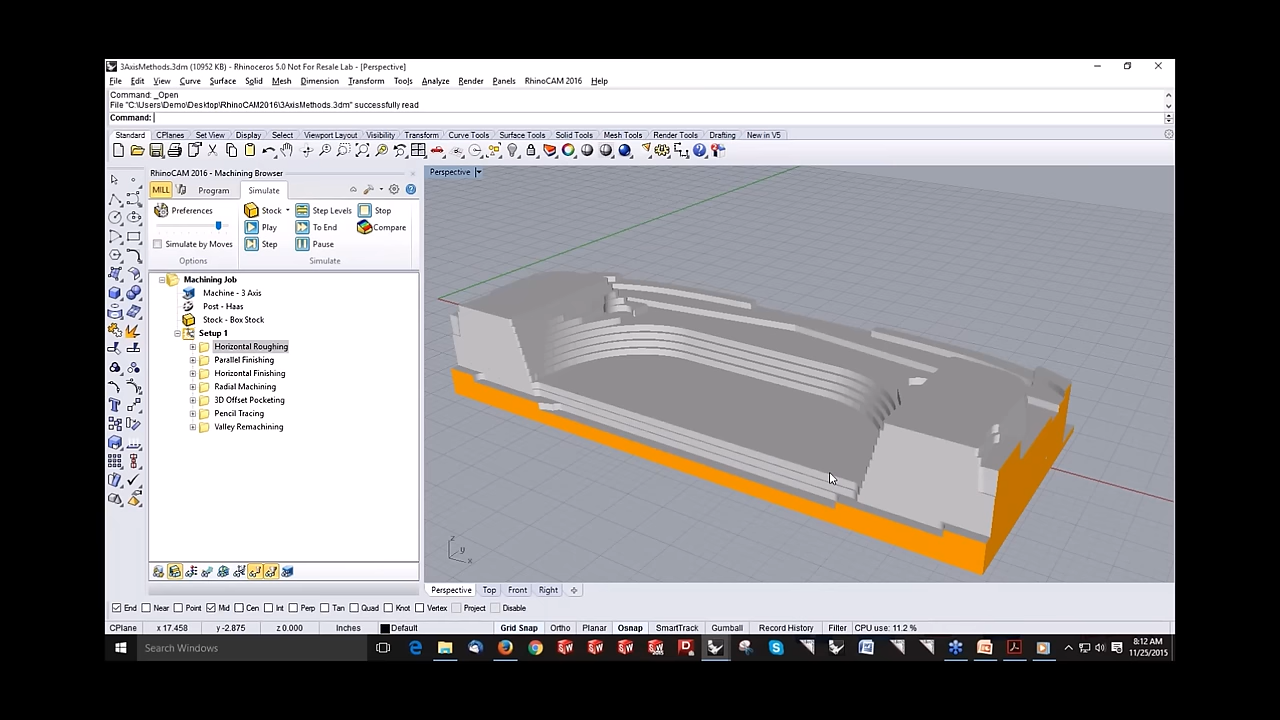 3AxisMethods.3dm (10952 KB) - Rhinoceros 5.0 Not For Resale Lab - [Perspective]
File Edit View Curve Surface Solid Mesh Dimension Transform Tools Analyze Render Panels RhinoCAM 2016 Help
Command: _Open
File "C:\Users\Demo\Desktop\RhinoCAM2016\3AxisMethods.3dm" successfully read
Command:
Standard CPlanes Set View Display Select Viewport Layout Visibility Transform Curve Tools Surface Tools Solid Tools Mesh Tools Render Tools Drafting New in V5
RhinoCAM 2016 - Machining Browser
Perspective
MILL Program Simulate
Preferences Stock Step Levels Stop
Play To End Compare
Simulate by Moves Step Pause
Options Simulate
Machining Job
Machine - 3 Axis
Post - Haas
Stock - Box Stock
Setup 1
Horizontal Roughing
Parallel Finishing
Horizontal Finishing
Radial Machining
3D Offset Pocketing
Pencil Tracing
Valley Remachining
z
y
x
Perspective Top Front Right
End Near Point Mid Cen Int Perp Tan Quad Knot Vertex Project Disable
CPlane x 17.458 y -2.875 z 0.000 Inches Default Grid Snap Ortho Planar Osnap SmartTrack Gumball Record History Filter CPU use: 11.2 %
Search Windows
8:12 AM
11/25/2015